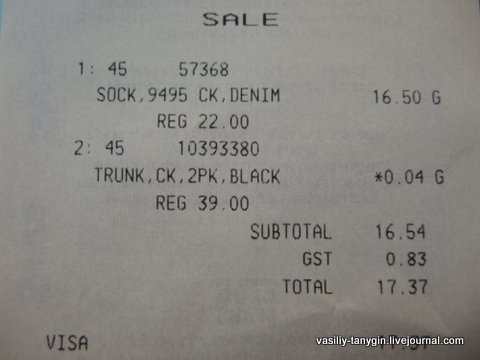 SALE
1: 45 57368
SOCK,9495 CK,DENIM 16.50 G
REG 22.00
2: 45 10393380
TRUNK,CK,2PK,BLACK *0.04 G
REG 39.00
SUBTOTAL 16.54
GST 0.83
TOTAL 17.37
VISA
vasiliy-tanygin.livejournal.com